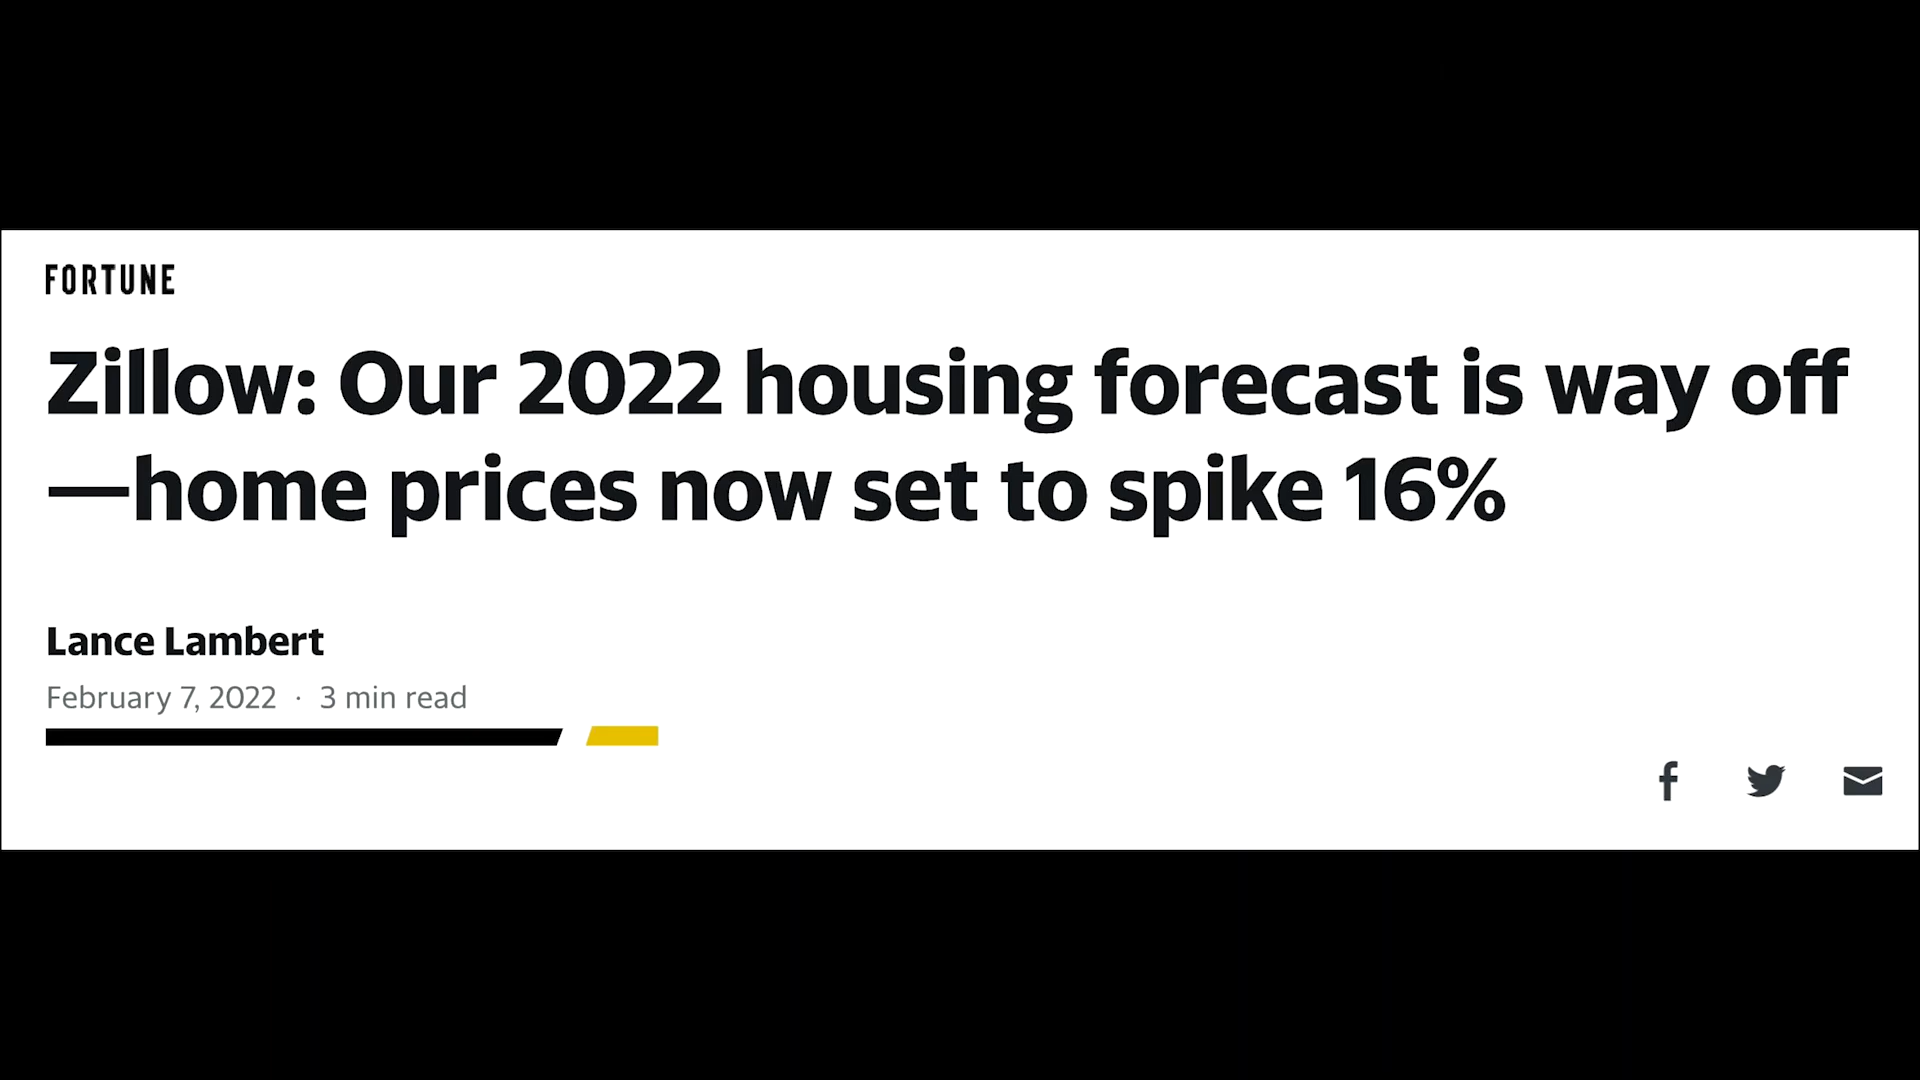 FORTUNE
Zillow: Our 2022 housing forecast is way off
—home prices now set to spike 16%
Lance Lambert
February 7, 2022 · 3 min read